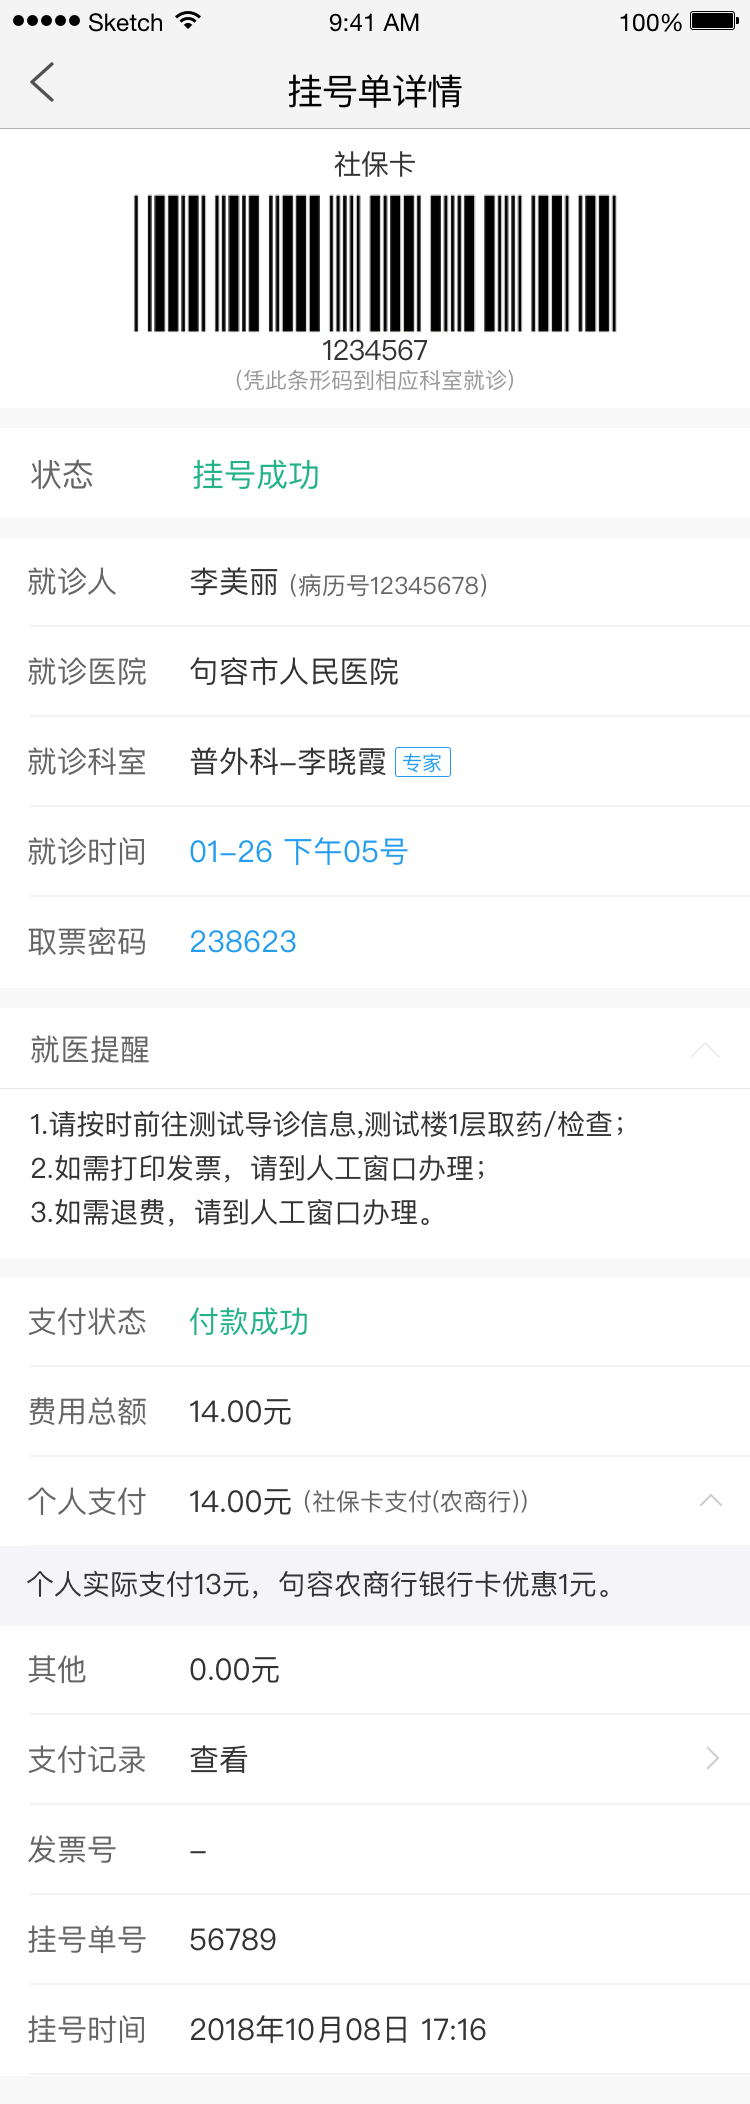 Sketch 9:41 AM 100%
挂号单详情
社保卡
1234567
(凭此条形码到相应科室就诊)
状态 挂号成功
就诊人 李美丽 (病历号12345678)
就诊医院 句容市人民医院
就诊科室 普外科-李晓霞 专家
就诊时间 01-26 下午05号
取票密码 238623
就医提醒
1.请按时前往测试导诊信息,测试楼1层取药/检查；
2.如需打印发票，请到人工窗口办理；
3.如需退费，请到人工窗口办理。
支付状态 付款成功
费用总额 14.00元
个人支付 14.00元 (社保卡支付(农商行))
个人实际支付13元，句容农商行银行卡优惠1元。
其他 0.00元
支付记录 查看
发票号 -
挂号单号 56789
挂号时间 2018年10月08日 17:16